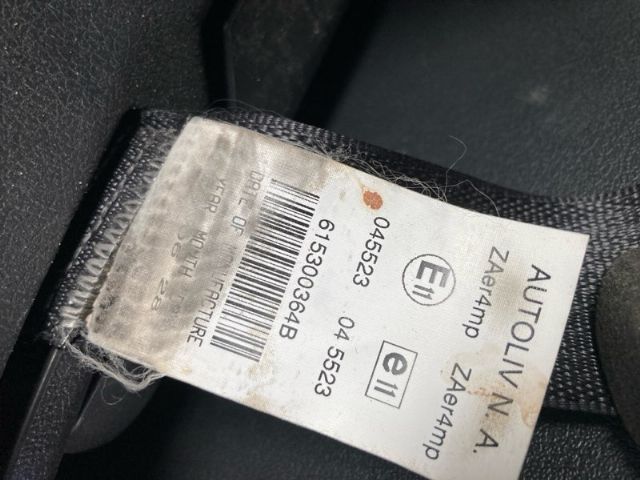 AUTOLIV N.A.
ZAer4mp ZAer4mp
E11 e11
045523 04 5523
615300364B
DATE OF MANUFACTURE
YEAR MONTH